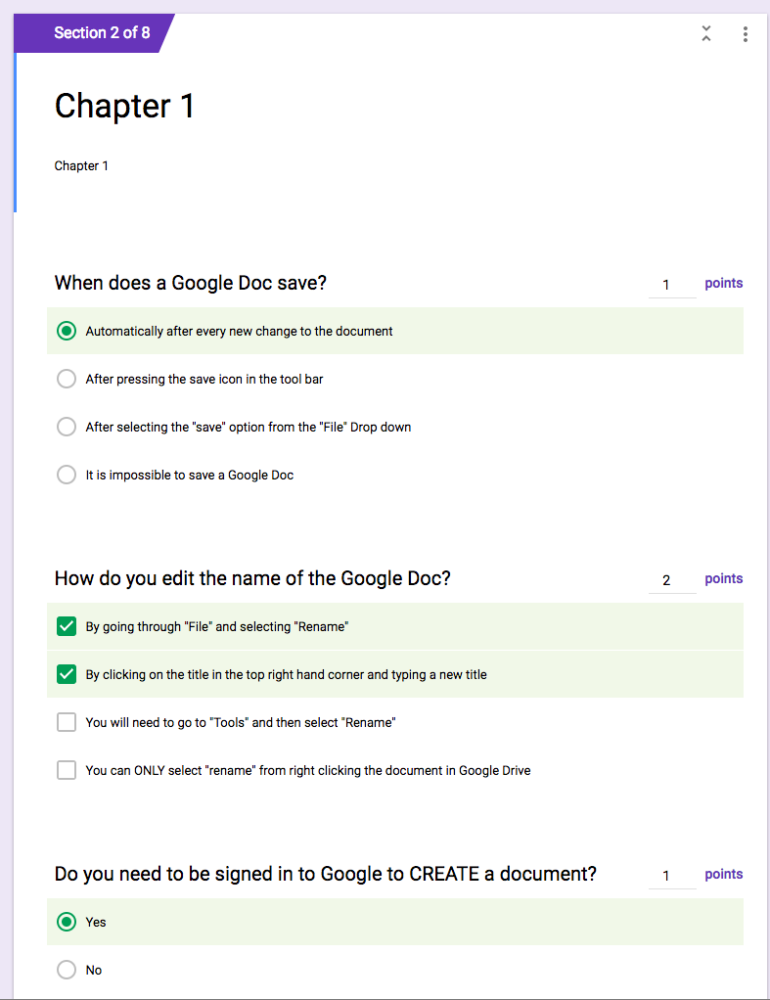 Section 2 of 8
Chapter 1
Chapter 1
When does a Google Doc save?
1 points
Automatically after every new change to the document
After pressing the save icon in the tool bar
After selecting the "save" option from the "File" Drop down
It is impossible to save a Google Doc
How do you edit the name of the Google Doc?
2 points
By going through "File" and selecting "Rename"
By clicking on the title in the top right hand corner and typing a new title
You will need to go to "Tools" and then select "Rename"
You can ONLY select "rename" from right clicking the document in Google Drive
Do you need to be signed in to Google to CREATE a document?
1 points
Yes
No